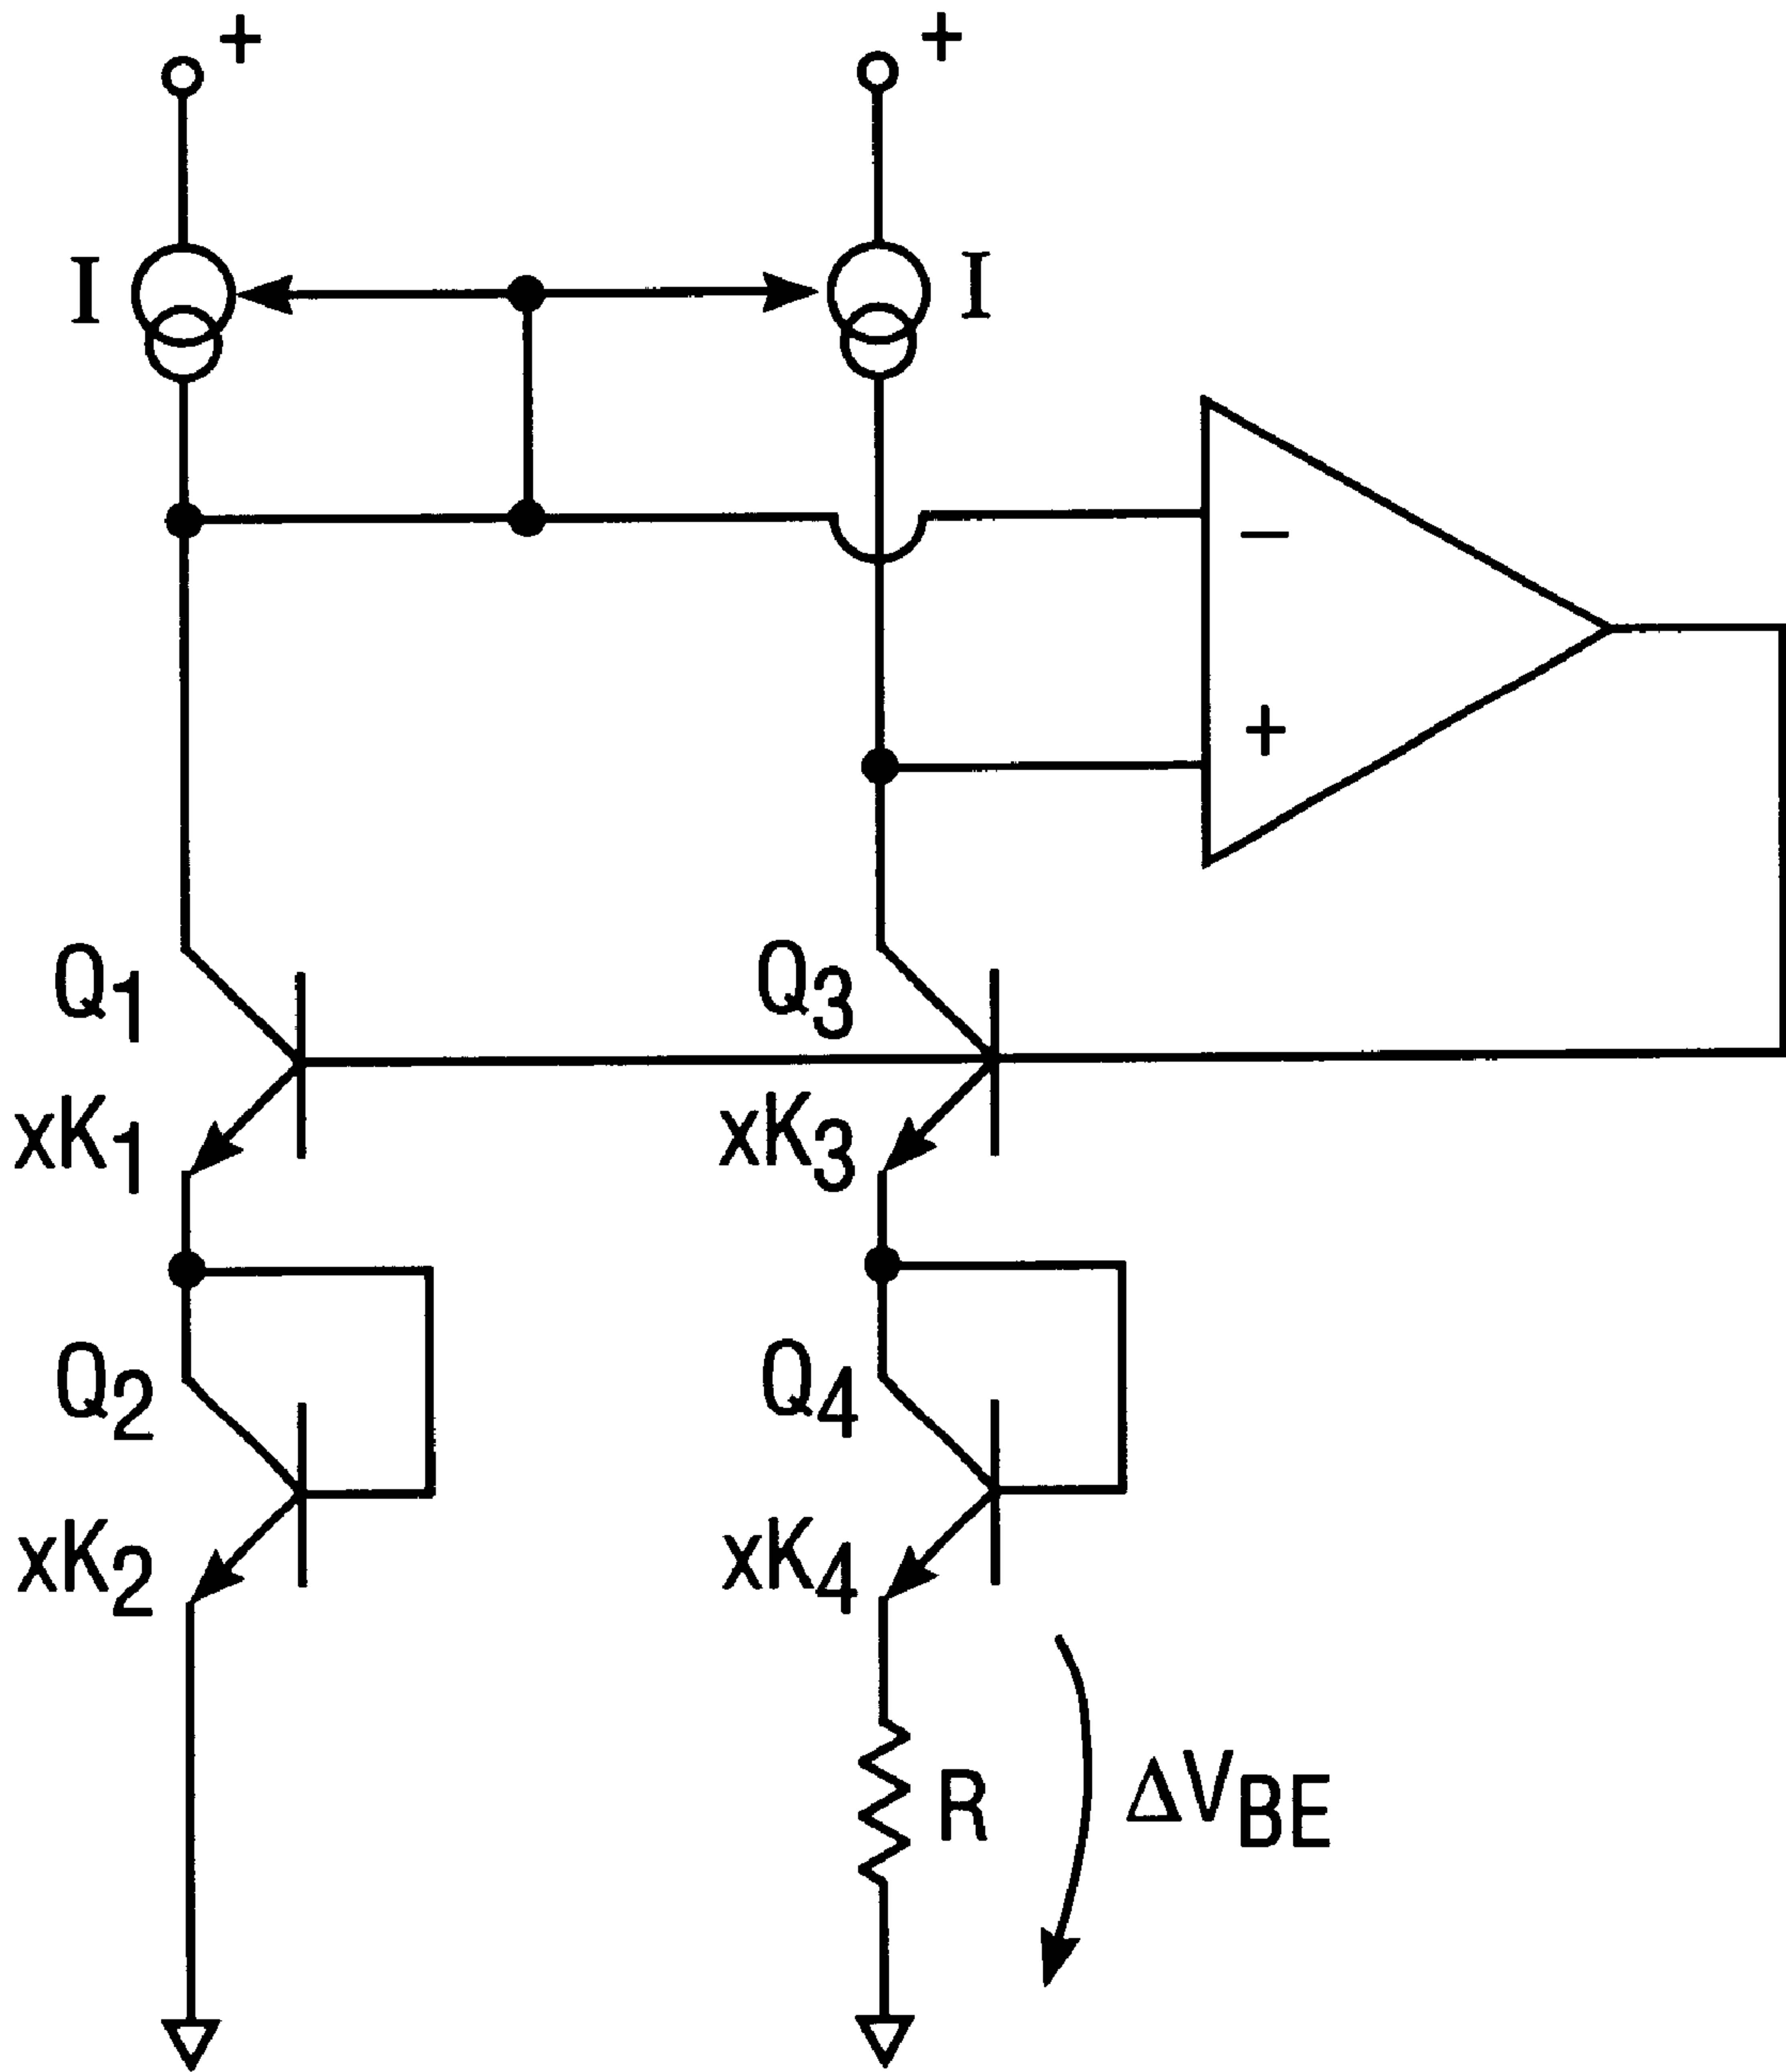 + +
I I
−
+
Q1 Q3
xK1 xK3
Q2 Q4
xK2 xK4
R ΔVBE